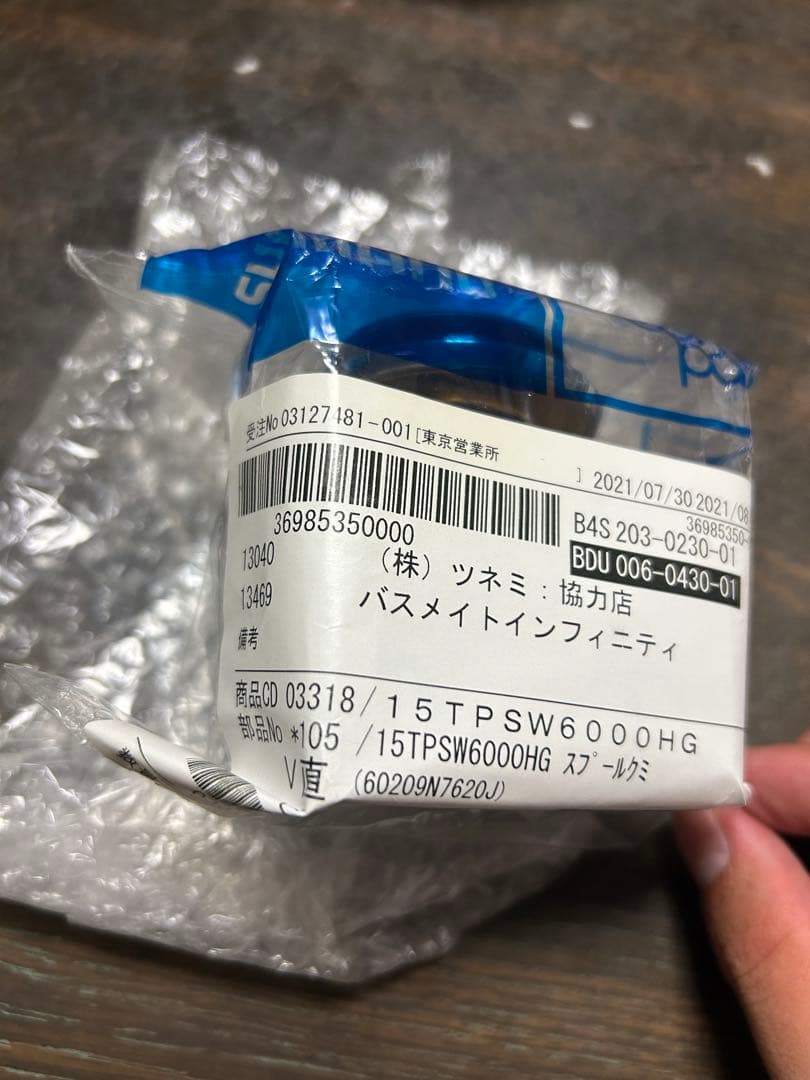 SHIMANO
受注No 03127481-001 [東京営業所 ] 2021/07/30 2021/08
36985350-
36985350000
B4S 203-0230-01
BDU 006-0430-01
13040 (株) ツネミ:協力店
13469 バスメイトインフィニティ
備考
商品CD 03318/15TPSW6000HG
部品No *105 /15TPSW6000HG スプールクミ
V直 (60209N7620J)